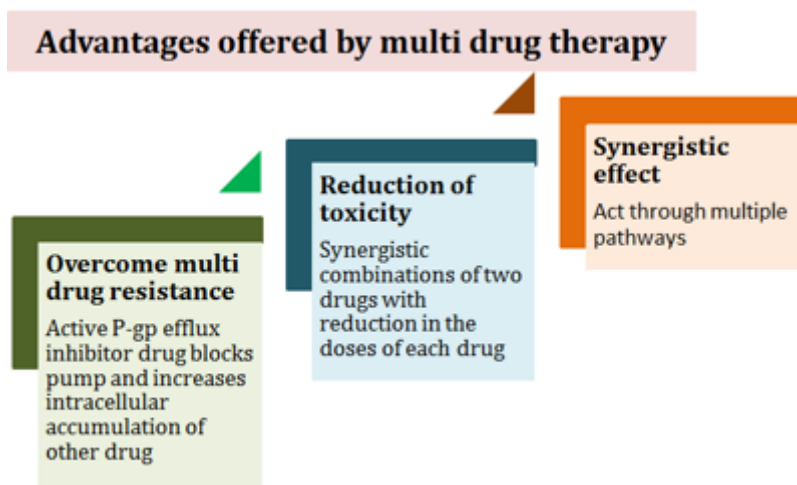 Advantages offered by multi drug therapy
Overcome multi
drug resistance
Active P-gp efflux
inhibitor drug blocks
pump and increases
intracellular
accumulation of
other drug
Reduction of
toxicity
Synergistic
combinations of two
drugs with
reduction in the
doses of each drug
Synergistic
effect
Act through multiple
pathways